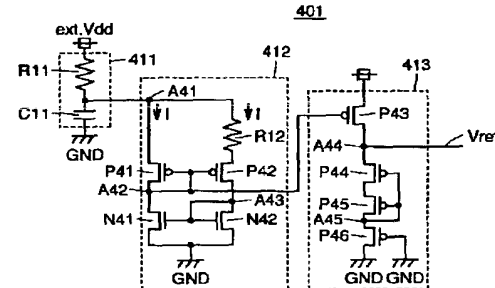 401
ext.Vdd
411
412
413
R11
A41
C11
I
I
R12
P43
GND
A44
Vref
P41
P42
P44
A42
A43
P45
N41
N42
A45
P46
GND
GND
GND